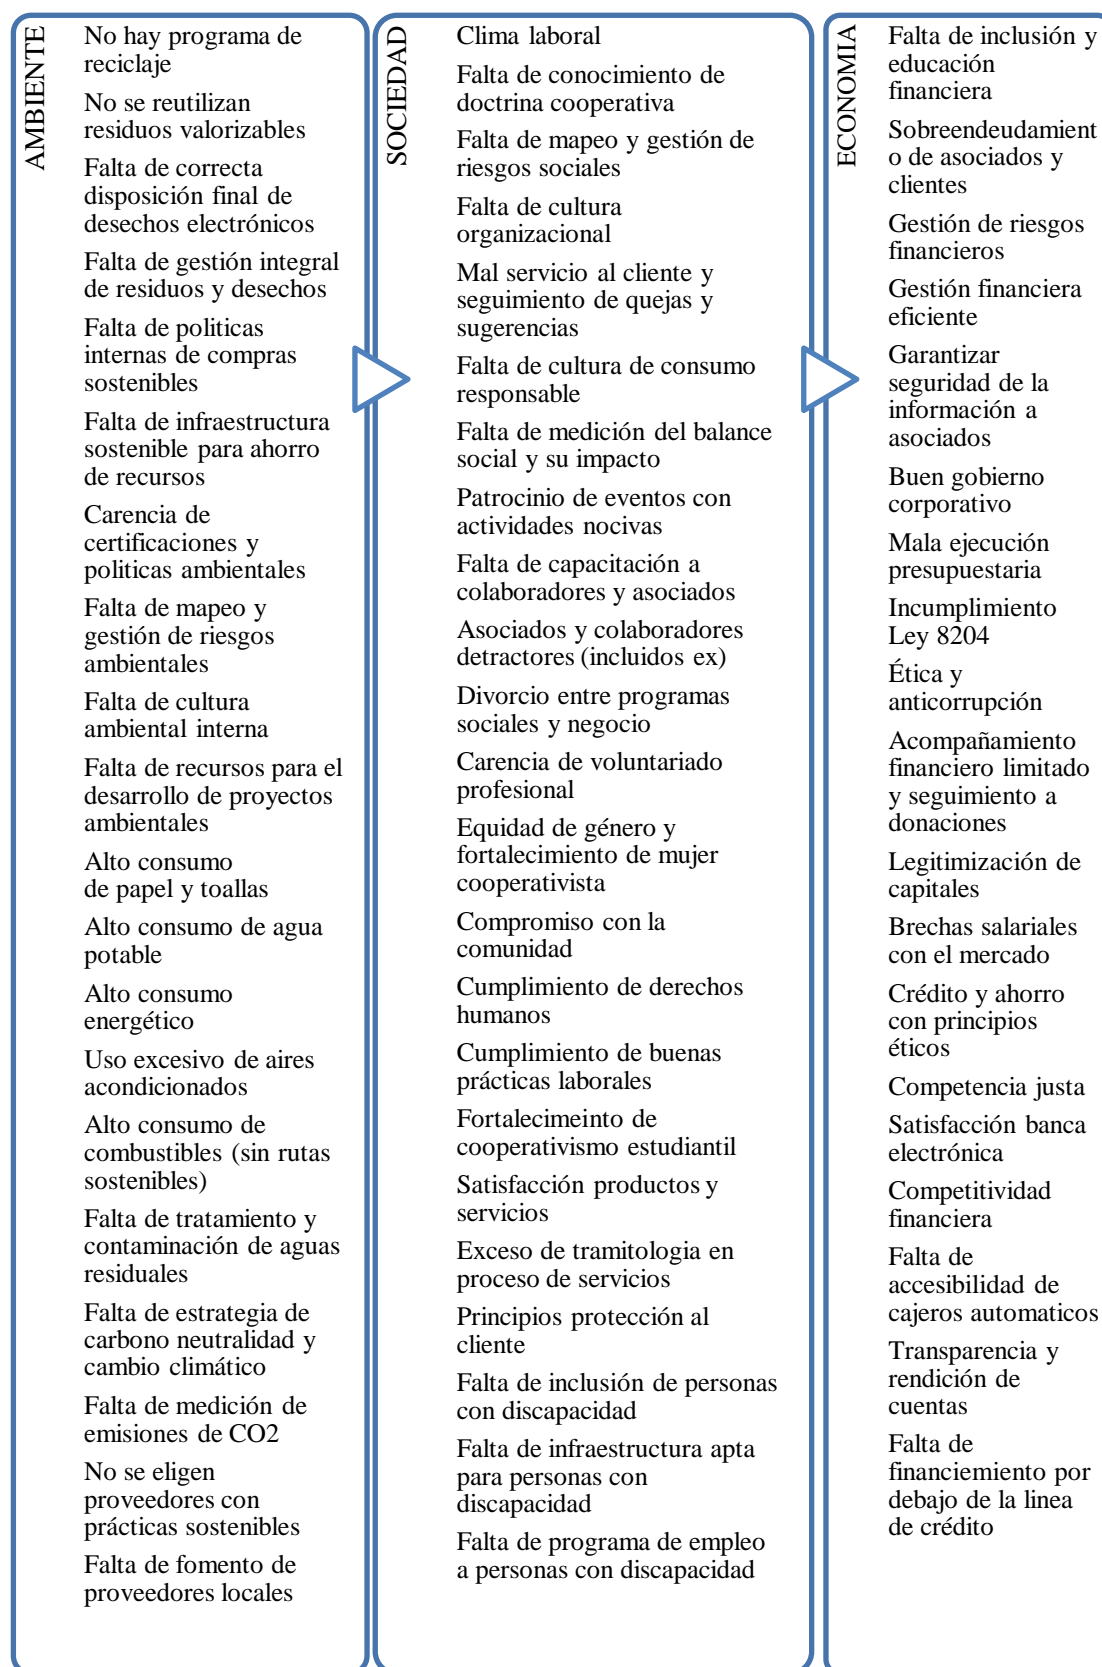 AMBIENTE
No hay programa de
reciclaje
No se reutilizan
residuos valorizables
Falta de correcta
disposición final de
desechos electrónicos
Falta de gestión integral
de residuos y desechos
Falta de politicas
internas de compras
sostenibles
Falta de infraestructura
sostenible para ahorro
de recursos
Carencia de
certificaciones y
politicas ambientales
Falta de mapeo y
gestión de riesgos
ambientales
Falta de cultura
ambiental interna
Falta de recursos para el
desarrollo de proyectos
ambientales
Alto consumo
de papel y toallas
Alto consumo de agua
potable
Alto consumo
energético
Uso excesivo de aires
acondicionados
Alto consumo de
combustibles (sin rutas
sostenibles)
Falta de tratamiento y
contaminación de aguas
residuales
Falta de estrategia de
carbono neutralidad y
cambio climático
Falta de medición de
emisiones de CO2
No se eligen
proveedores con
prácticas sostenibles
Falta de fomento de
proveedores locales
SOCIEDAD
Clima laboral
Falta de conocimiento de
doctrina cooperativa
Falta de mapeo y gestión de
riesgos sociales
Falta de cultura
organizacional
Mal servicio al cliente y
seguimiento de quejas y
sugerencias
Falta de cultura de consumo
responsable
Falta de medición del balance
social y su impacto
Patrocinio de eventos con
actividades nocivas
Falta de capacitación a
colaboradores y asociados
Asociados y colaboradores
detractores (incluidos ex)
Divorcio entre programas
sociales y negocio
Carencia de voluntariado
profesional
Equidad de género y
fortalecimiento de mujer
cooperativista
Compromiso con la
comunidad
Cumplimiento de derechos
humanos
Cumplimiento de buenas
prácticas laborales
Fortalecimeinto de
cooperativismo estudiantil
Satisfacción productos y
servicios
Exceso de tramitologia en
proceso de servicios
Principios protección al
cliente
Falta de inclusión de personas
con discapacidad
Falta de infraestructura apta
para personas con
discapacidad
Falta de programa de empleo
a personas con discapacidad
ECONOMIA
Falta de inclusión y
educación
financiera
Sobreendeudamient
o de asociados y
clientes
Gestión de riesgos
financieros
Gestión financiera
eficiente
Garantizar
seguridad de la
información a
asociados
Buen gobierno
corporativo
Mala ejecución
presupuestaria
Incumplimiento
Ley 8204
Ética y
anticorrupción
Acompañamiento
financiero limitado
y seguimiento a
donaciones
Legitimización de
capitales
Brechas salariales
con el mercado
Crédito y ahorro
con principios
éticos
Competencia justa
Satisfacción banca
electrónica
Competitividad
financiera
Falta de
accesibilidad de
cajeros automaticos
Transparencia y
rendición de
cuentas
Falta de
financiemiento por
debajo de la linea
de crédito